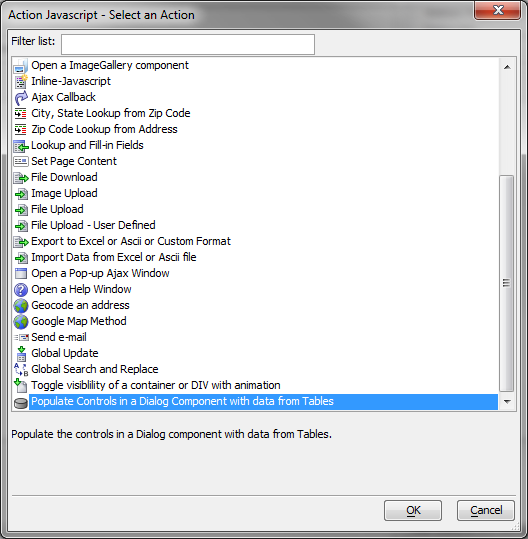 Action Javascript - Select an Action
Filter list:
Open a ImageGallery component
Inline-Javascript
Ajax Callback
City, State Lookup from Zip Code
Zip Code Lookup from Address
Lookup and Fill-in Fields
Set Page Content
File Download
Image Upload
File Upload
File Upload - User Defined
Export to Excel or Ascii or Custom Format
Import Data from Excel or Ascii file
Open a Pop-up Ajax Window
Open a Help Window
Geocode an address
Google Map Method
Send e-mail
Global Update
Global Search and Replace
Toggle visiblility of a container or DIV with animation
Populate Controls in a Dialog Component with data from Tables
Populate the controls in a Dialog component with data from Tables.
OK Cancel